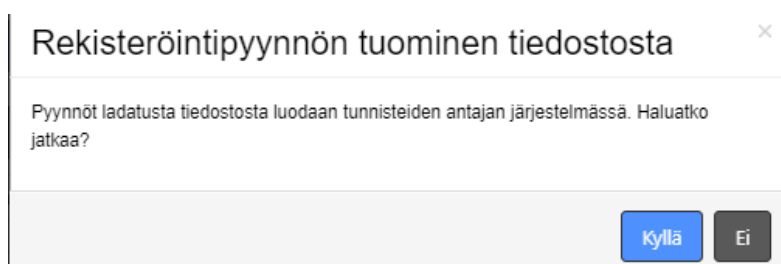 Rekisteröintipyynnön tuominen tiedostosta
×
Pyynnöt ladatusta tiedostosta luodaan tunnisteiden antajan järjestelmässä. Haluatko
jatkaa?
Kyllä
Ei